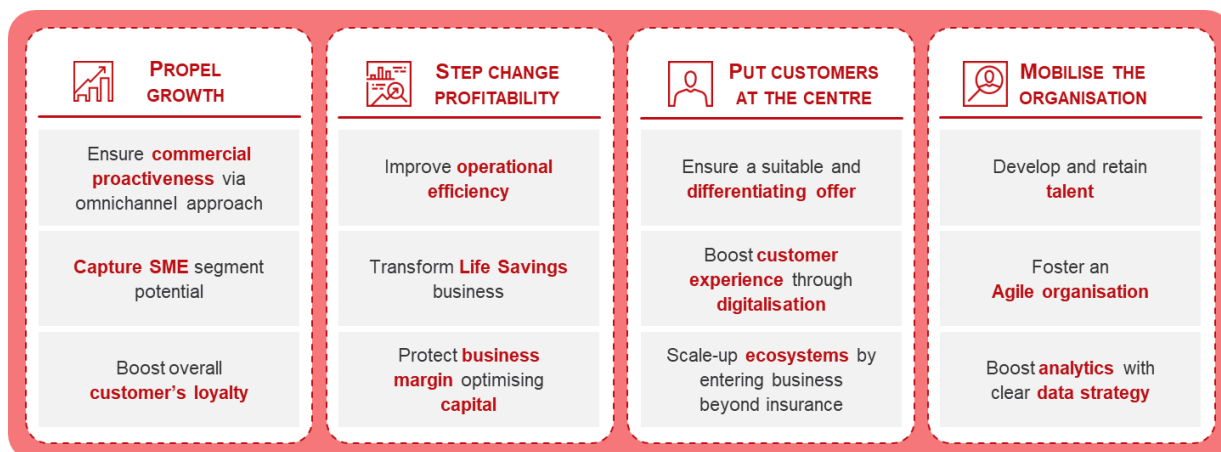 PROPEL
GROWTH
Ensure commercial
proactiveness via
omnichannel approach
Capture SME segment
potential
Boost overall
customer's loyalty
STEP CHANGE
PROFITABILITY
Improve operational
efficiency
Transform Life Savings
business
Protect business
margin optimising
capital
PUT CUSTOMERS
AT THE CENTRE
Ensure a suitable and
differentiating offer
Boost customer
experience through
digitalisation
Scale-up ecosystems by
entering business
beyond insurance
MOBILISE THE
ORGANISATION
Develop and retain
talent
Foster an
Agile organisation
Boost analytics with
clear data strategy